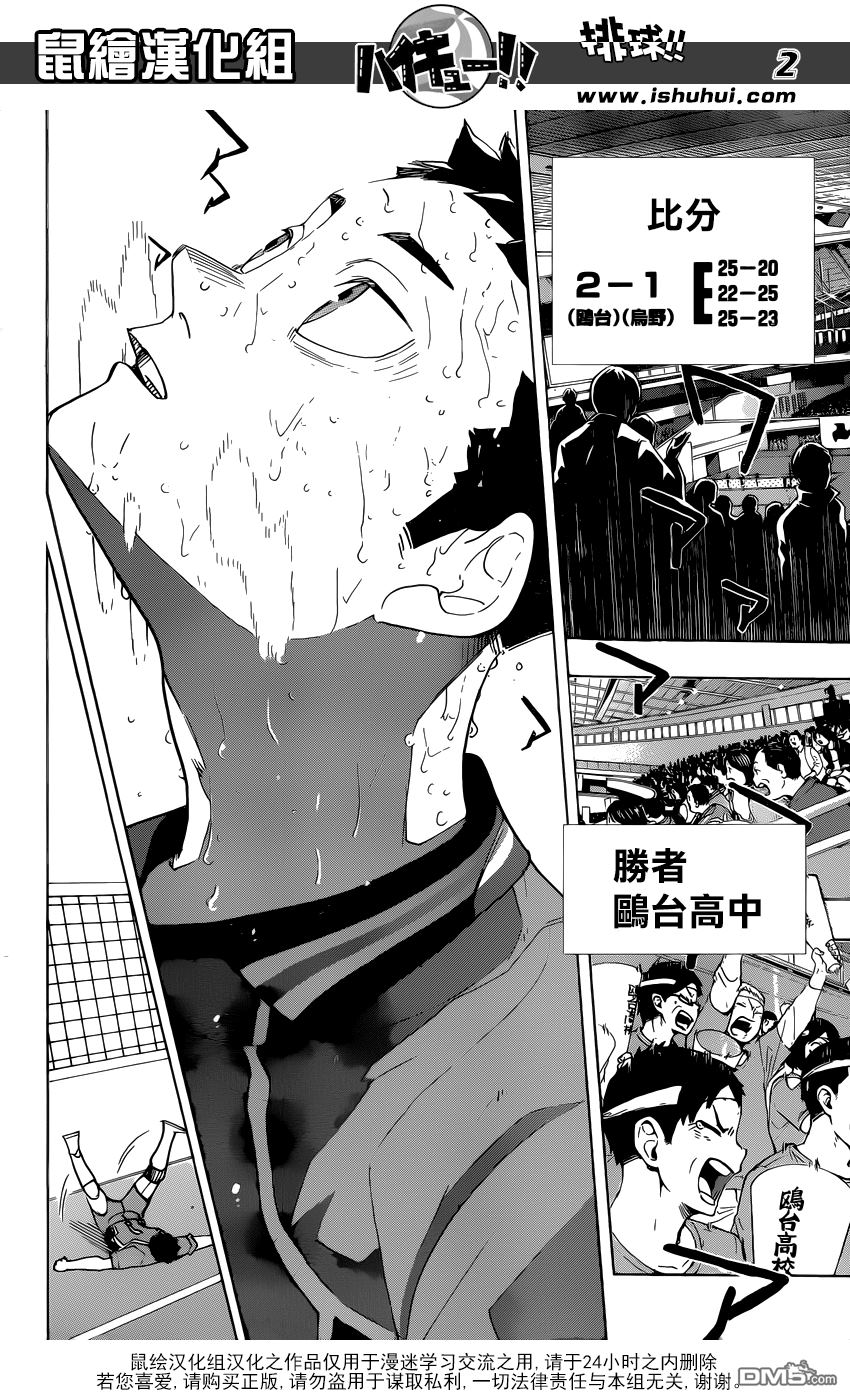 鼠繪漢化組
ハイキュー!!
排球!!
2
www.ishuhui.com
比分
2-1
(鷗台)(烏野)
25-20
22-25
25-23
勝者
鷗台高中
鷗台高校
鼠绘汉化组汉化之作品仅用于漫迷学习交流之用,请于24小时之内删除
若您喜爱,请购买正版,请勿盗用于谋取私利,一切法律责任与本组无关,谢谢。
DM5.com